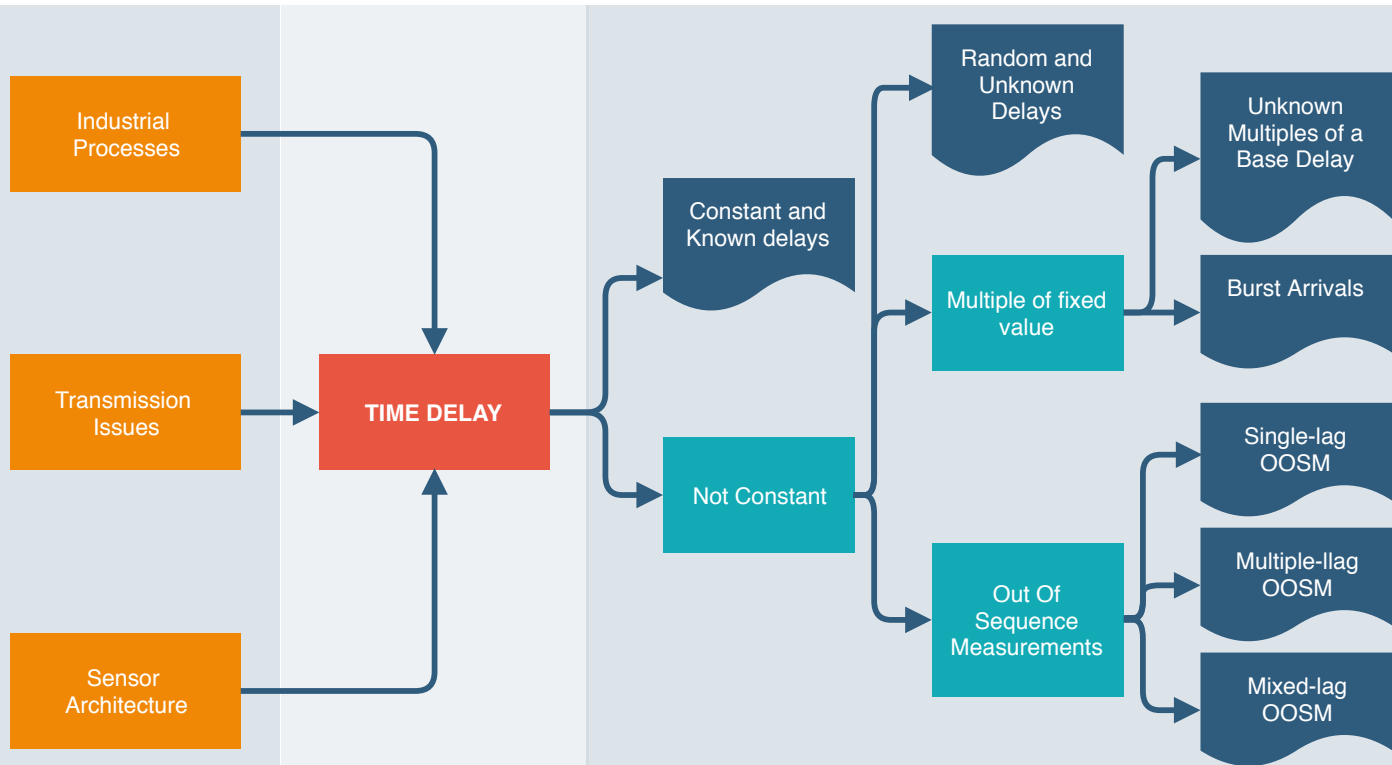 Industrial
Processes
Transmission
Issues
Sensor
Architecture
TIME DELAY
Constant and
Known delays
Not Constant
Random and
Unknown
Delays
Multiple of fixed
value
Out Of
Sequence
Measurements
Unknown
Multiples of a
Base Delay
Burst Arrivals
Single-lag
OOSM
Multiple-llag
OOSM
Mixed-lag
OOSM